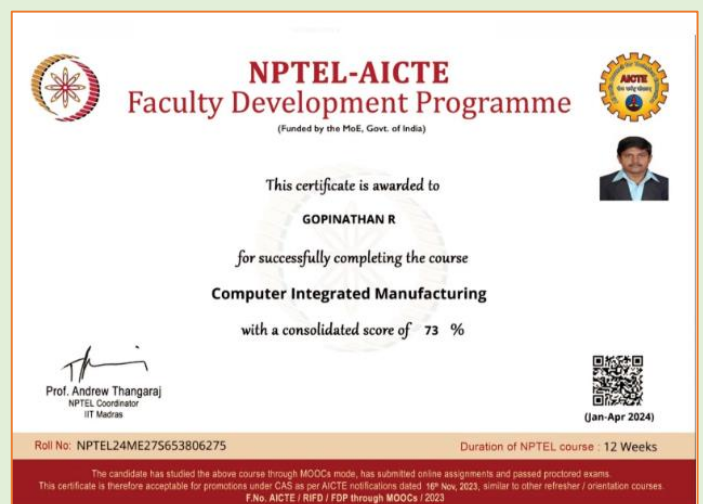 NPTEL-AICTE
Faculty Development Programme
(Funded by the MoE, Govt. of India)
AICTE
This certificate is awarded to
GOPINATHAN R
for successfully completing the course
Computer Integrated Manufacturing
with a consolidated score of 73 %
Prof. Andrew Thangaraj
NPTEL Coordinator
IIT Madras
(Jan-Apr 2024)
Roll No: NPTEL24ME27S653806275
Duration of NPTEL course : 12 Weeks
The candidate has studied the above course through MOOCs mode, has submitted online assignments and passed proctored exams.
This certificate is therefore acceptable for promotions under CAS as per AICTE notifications dated 16th Nov, 2023, similar to other refresher / orientation courses.
F.No. AICTE / RIFD / FDP through MOOCs / 2023